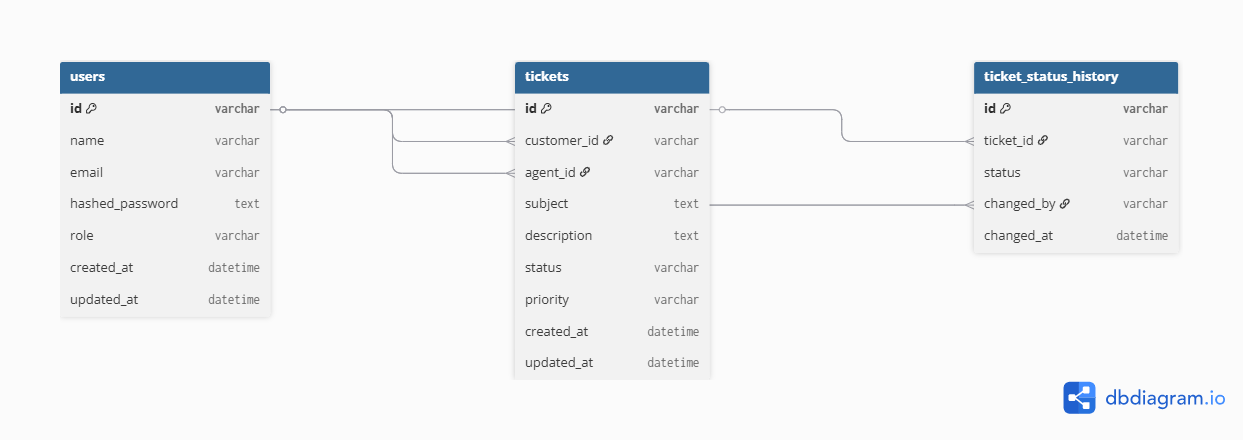 users
id varchar
name varchar
email varchar
hashed_password text
role varchar
created_at datetime
updated_at datetime
tickets
id varchar
customer_id varchar
agent_id varchar
subject text
description text
status varchar
priority varchar
created_at datetime
updated_at datetime
ticket_status_history
id varchar
ticket_id varchar
status varchar
changed_by varchar
changed_at datetime
dbdiagram.io